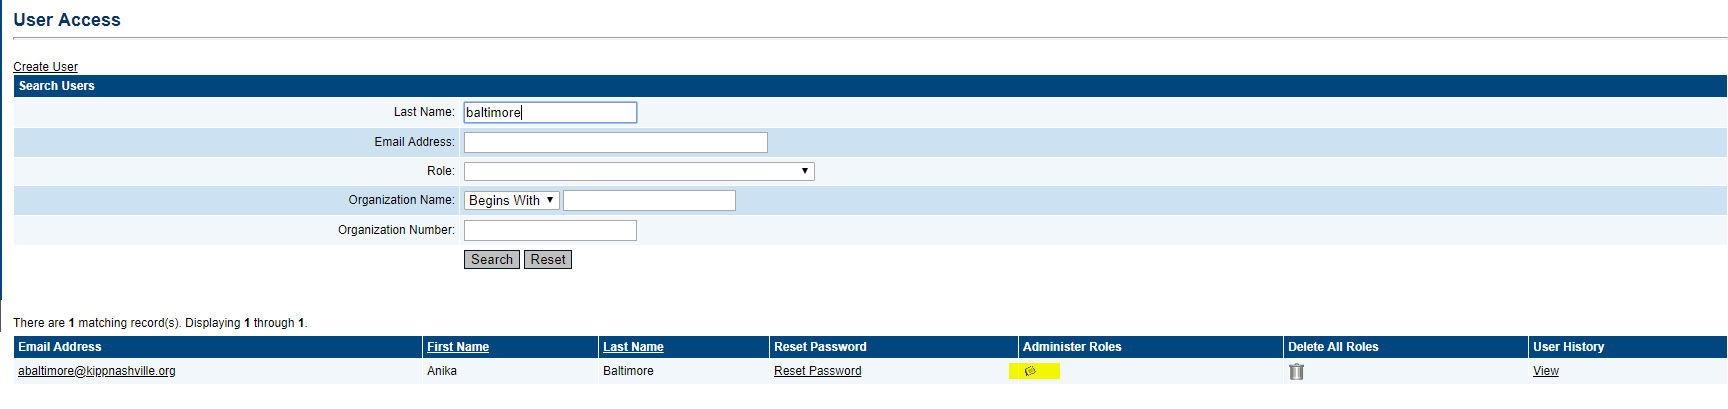 User Access
Create User
Search Users
Last Name: baltimore
Email Address:
Role:
Organization Name: Begins With
Organization Number:
Search Reset
There are 1 matching record(s). Displaying 1 through 1.
Email Address First Name Last Name Reset Password Administer Roles Delete All Roles User History
abaltimore@kippnashville.org Anika Baltimore Reset Password View